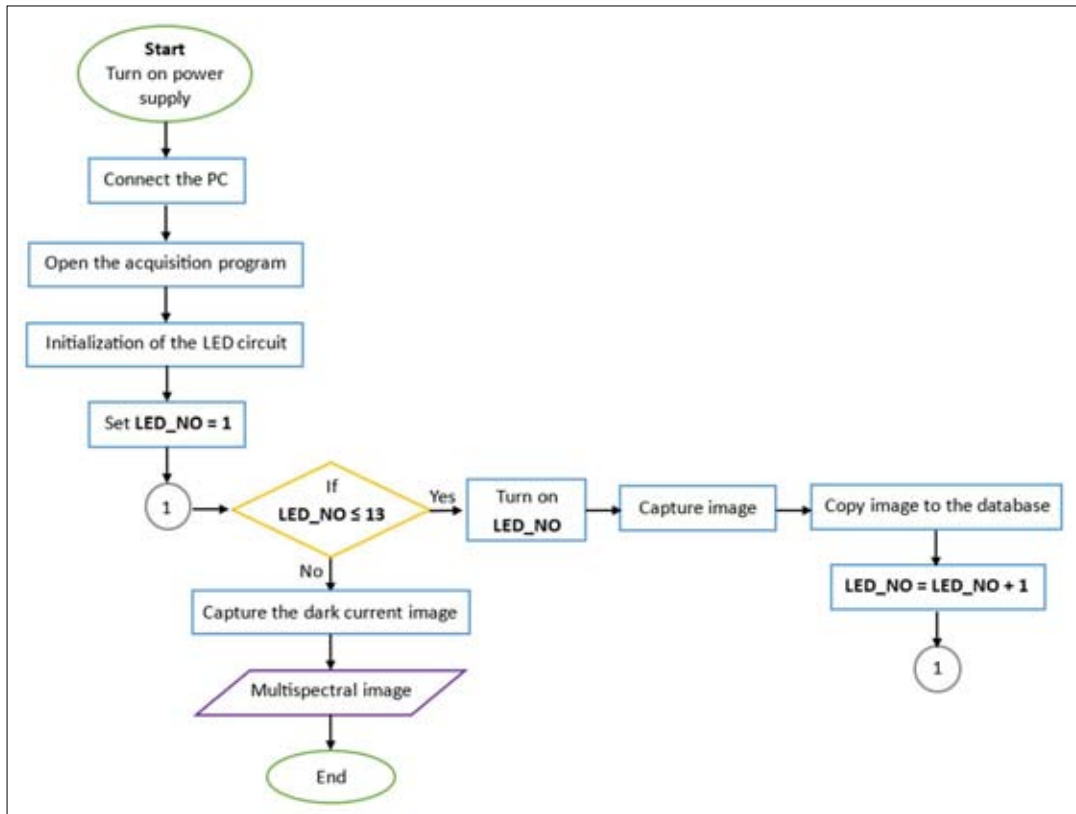 Start
Turn on power
supply
Connect the PC
Open the acquisition program
Initialization of the LED circuit
Set LED_NO = 1
1
If
LED_NO ≤ 13
Yes
Turn on
LED_NO
Capture image
Copy image to the database
LED_NO = LED_NO + 1
1
No
Capture the dark current image
Multispectral image
End